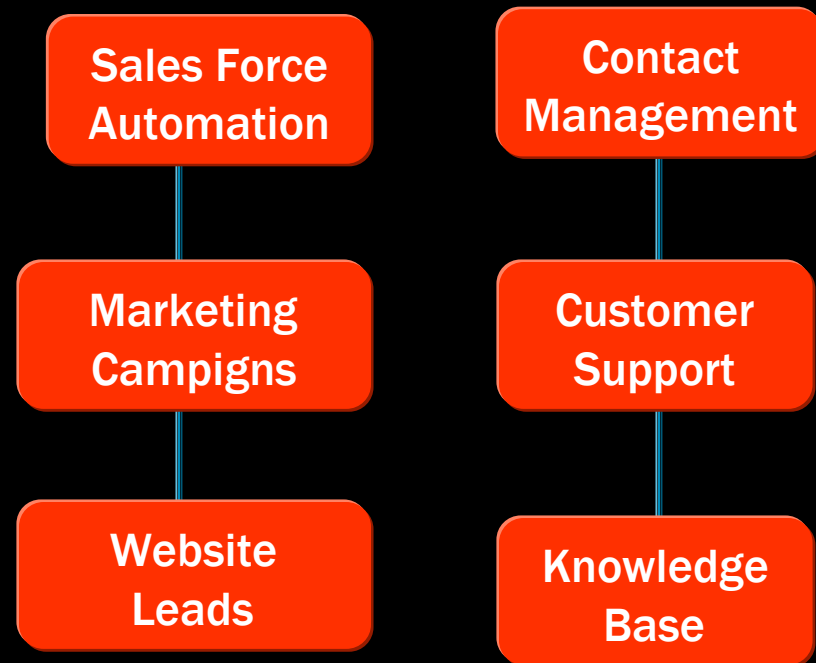 Sales Force
Automation
Contact
Management
Marketing
Campigns
Customer
Support
Website
Leads
Knowledge
Base